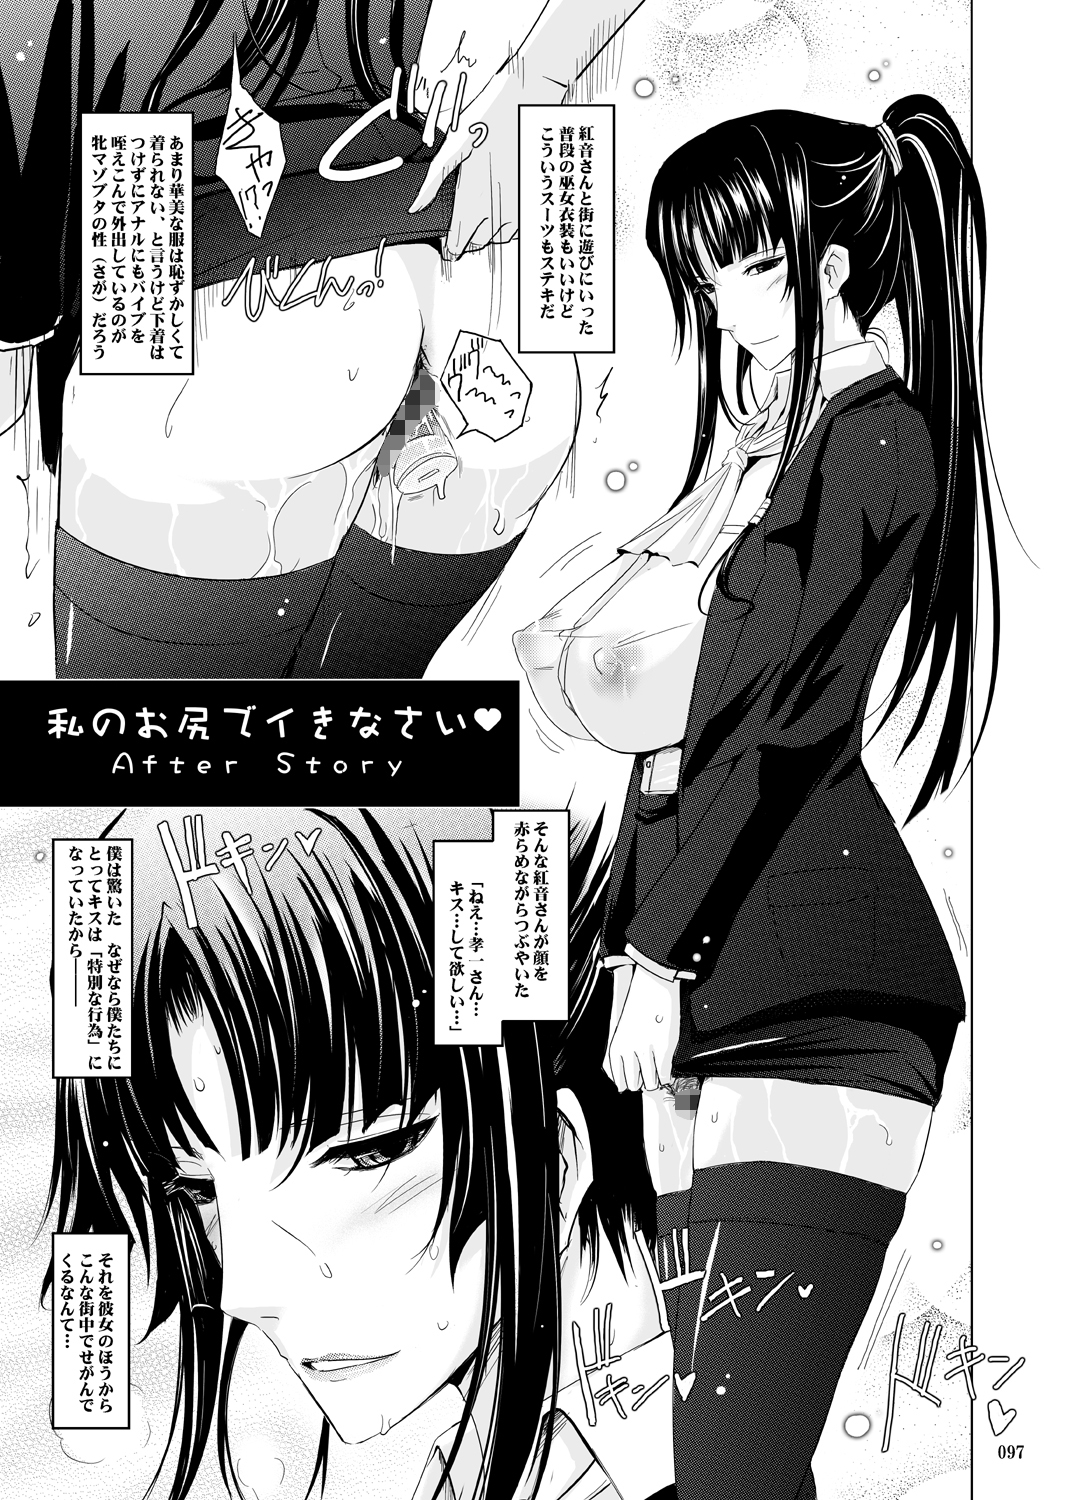 紅音さんと街に遊びにいった
普段の巫女衣装もいいけど
こういうスーツもステキだ
ぎゃっ
あまり華美な服は恥ずかしくて
着られない、と言うけど下着は
つけずにアナルにもバイブを
咥えこんで外出しているのが
牝マゾブタの性（さが）だろう
びくんっ！
ヴヴヴ〜〜
私のお尻でイきなさい♥
After Story
そんな紅音さんが顔を
赤らめながらつぶやいた
「ねえ…孝一さん…
キス…して欲しい…」
ドキン♡
僕は驚いた　なぜなら僕たちに
とってキスは「特別な行為」に
なっていたから――
ドキン♡
ドキン♡
ドキン♡
それを彼女のほうから
こんな街中でせがんで
くるなんて…
097